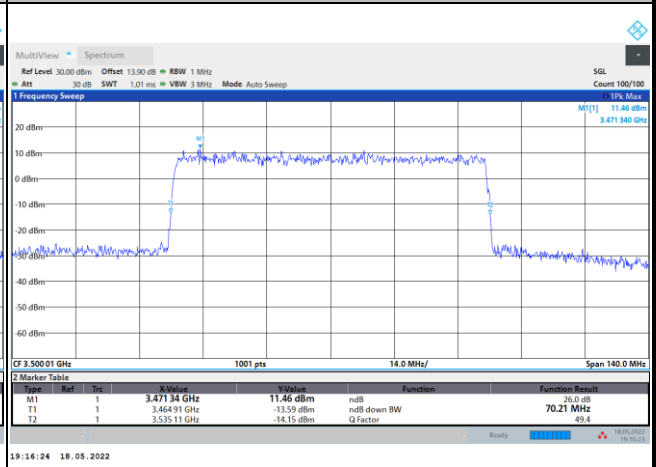 MultiView Spectrum
Ref Level 30.00 dBm Offset 13.90 dB RBW 1 MHz SGL
Att 30 dB SWT 1.01 ms VBW 3 MHz Mode Auto Sweep Count 100/100
1 Frequency Sweep 1Pk Max
M1[1] 11.46 dBm
3.471 340 GHz
20 dBm
M1
10 dBm
0 dBm
-10 dBm
T1
T2
-20 dBm
-30 dBm
-40 dBm
-50 dBm
-60 dBm
CF 3.500 01 GHz 1001 pts 14.0 MHz/ Span 140.0 MHz
2 Marker Table
Type Ref Trc X-Value Y-Value Function Function Result
M1 1 3.471 34 GHz 11.46 dBm ndB 26.0 dB
T1 1 3.464 91 GHz -13.59 dBm ndB down BW 70.21 MHz
T2 1 3.535 11 GHz -14.15 dBm Q Factor 49.4
Ready 18.05.2022
19:16:23
19:16:24 18.05.2022